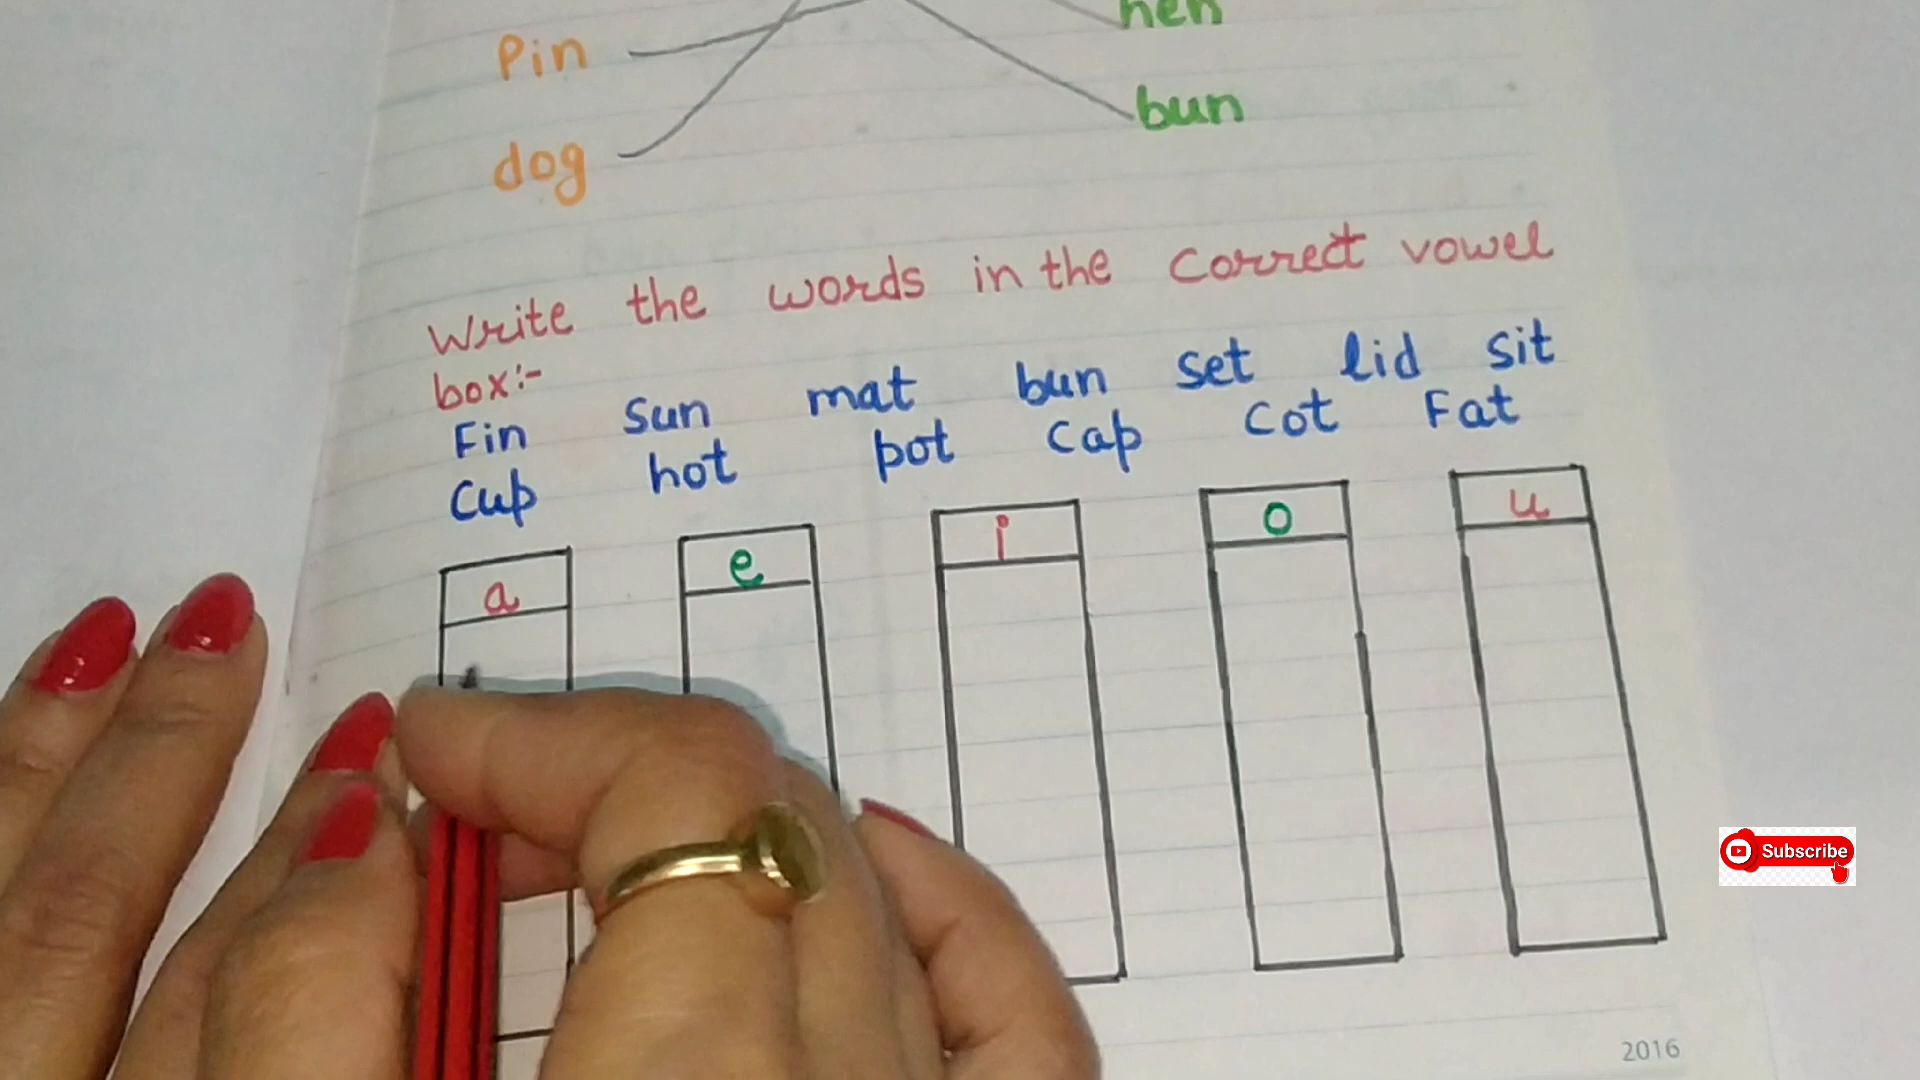 Pin hen
dog bun
Write the words in the correct vowel
box:-
Fin Sun mat bun set lid sit
Cup hot pot Cap Cot Fat
a e i o u
Subscribe
2016